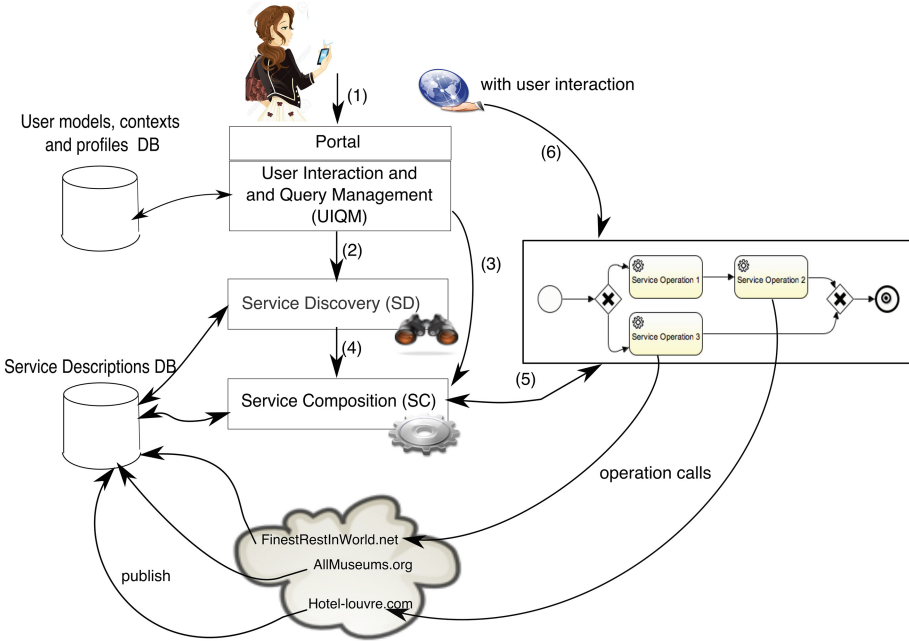 (1)
with user interaction
User models, contexts
and profiles DB
Portal
User Interaction and
and Query Management
(UIQM)
(6)
(2)
(3)
Service Operation 1
Service Operation 2
Service Discovery (SD)
Service Operation 3
(4)
Service Descriptions DB
(5)
Service Composition (SC)
operation calls
FinestRestInWorld.net
AllMuseums.org
publish
Hotel-louvre.com